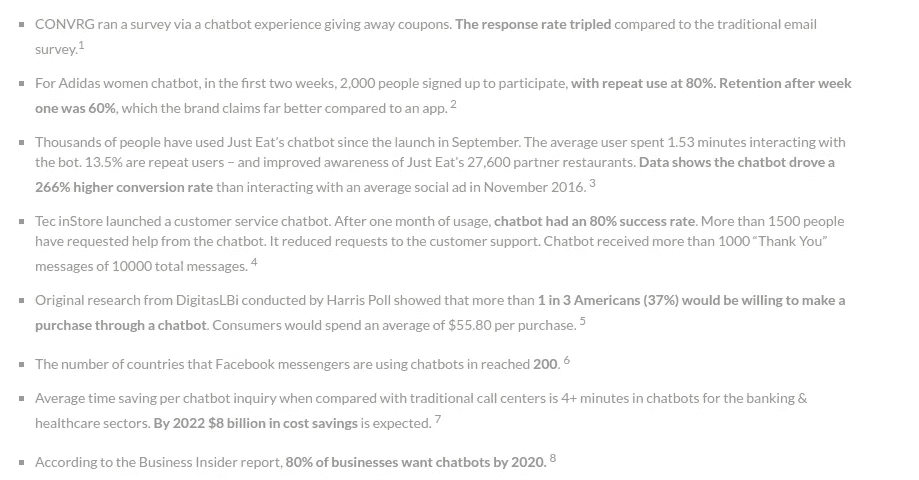 CONVRG ran a survey via a chatbot experience giving away coupons. The response rate tripled compared to the traditional email
survey.1
For Adidas women chatbot, in the first two weeks, 2,000 people signed up to participate, with repeat use at 80%. Retention after week
one was 60%, which the brand claims far better compared to an app. 2
Thousands of people have used Just Eat's chatbot since the launch in September. The average user spent 1.53 minutes interacting with
the bot. 13.5% are repeat users – and improved awareness of Just Eat's 27,600 partner restaurants. Data shows the chatbot drove a
266% higher conversion rate than interacting with an average social ad in November 2016. 3
Tec inStore launched a customer service chatbot. After one month of usage, chatbot had an 80% success rate. More than 1500 people
have requested help from the chatbot. It reduced requests to the customer support. Chatbot received more than 1000 “Thank You”
messages of 10000 total messages. 4
Original research from DigitasLBi conducted by Harris Poll showed that more than 1 in 3 Americans (37%) would be willing to make a
purchase through a chatbot. Consumers would spend an average of $55.80 per purchase. 5
The number of countries that Facebook messengers are using chatbots in reached 200. 6
Average time saving per chatbot inquiry when compared with traditional call centers is 4+ minutes in chatbots for the banking &
healthcare sectors. By 2022 $8 billion in cost savings is expected. 7
According to the Business Insider report, 80% of businesses want chatbots by 2020. 8